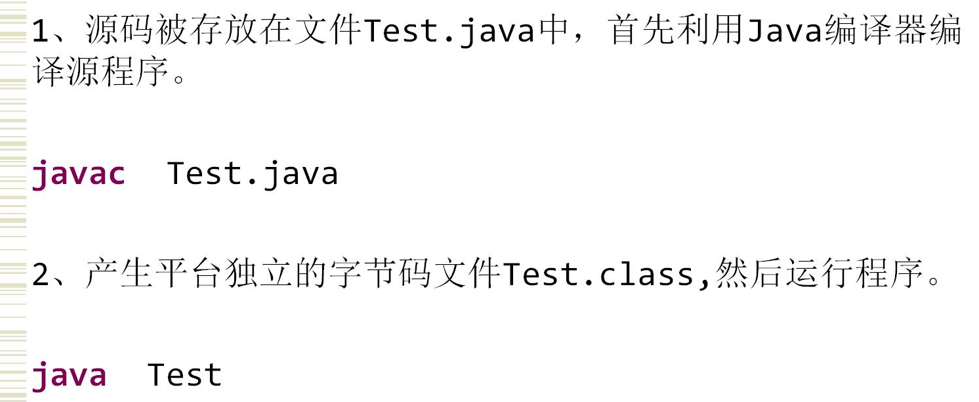 1、源码被存放在文件Test.java中，首先利用Java编译器编
译源程序。
javac  Test.java
2、产生平台独立的字节码文件Test.class,然后运行程序。
java  Test